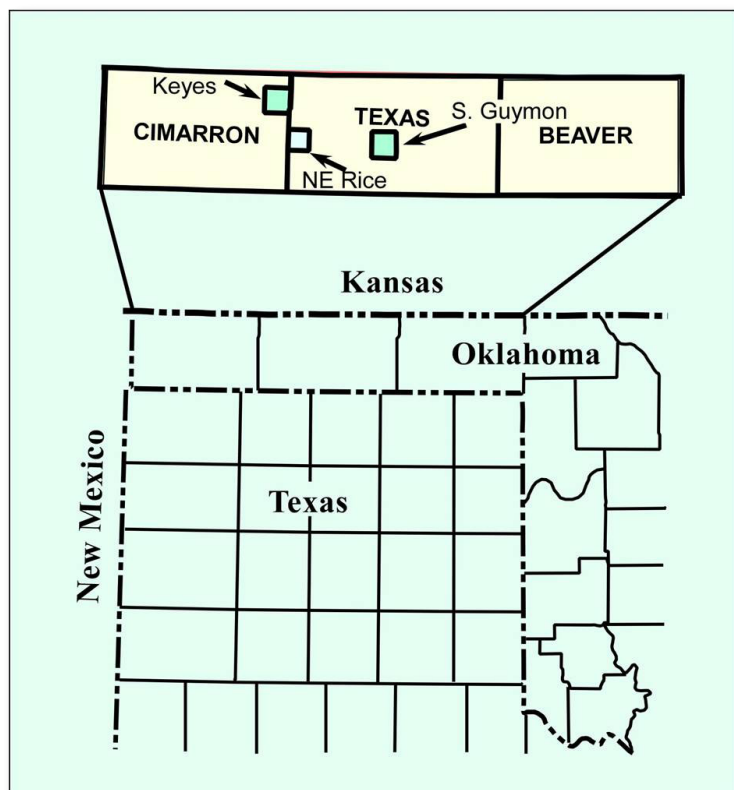 Keyes
CIMARRON
TEXAS
S. Guymon
BEAVER
NE Rice
Kansas
Oklahoma
New Mexico
Texas